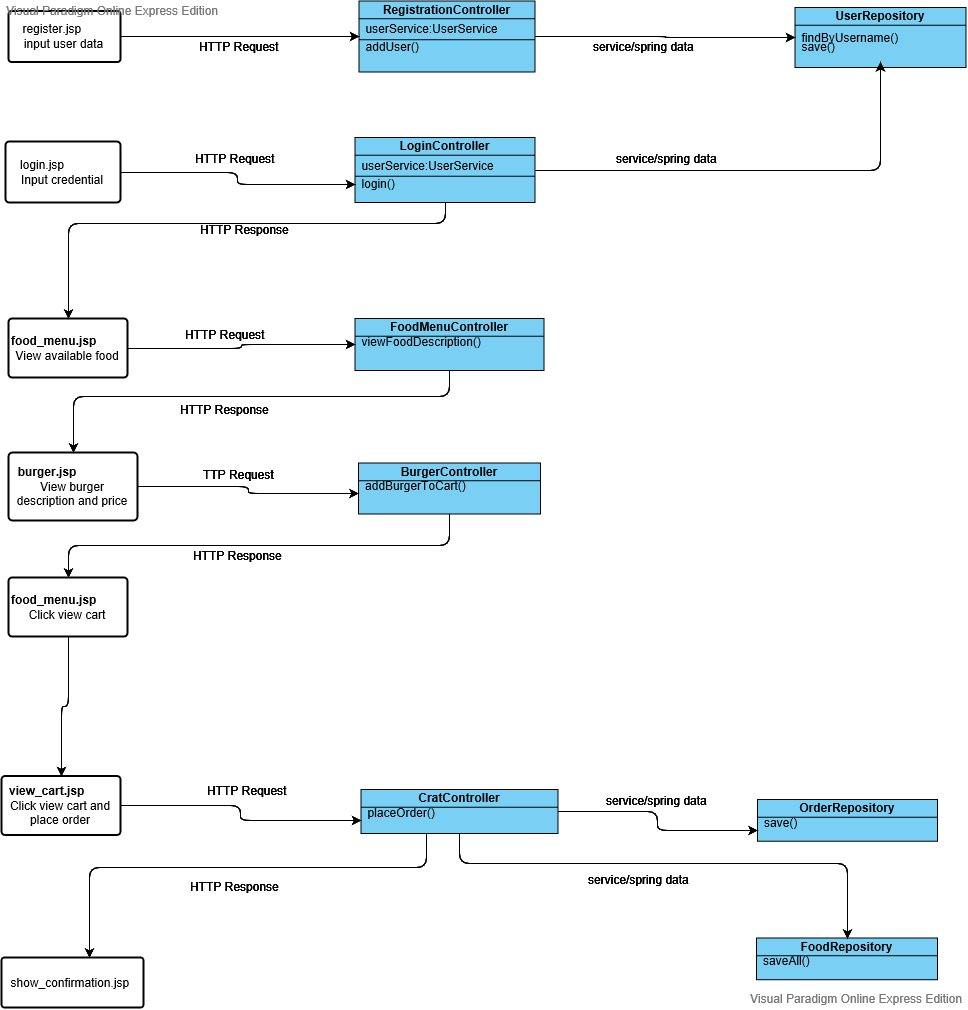 Visual Paradigm Online Express Edition
register.jsp
input user data
HTTP Request
RegistrationController
userService:UserService
addUser()
service/spring data
UserRepository
findByUsername()
save()
login.jsp
Input credential
HTTP Request
LoginController
userService:UserService
login()
service/spring data
HTTP Response
food_menu.jsp
View available food
HTTP Request
FoodMenuController
viewFoodDescription()
HTTP Response
burger.jsp
View burger
description and price
TTP Request
BurgerController
addBurgerToCart()
HTTP Response
food_menu.jsp
Click view cart
view_cart.jsp
Click view cart and
place order
HTTP Request
CratController
placeOrder()
service/spring data
OrderRepository
save()
HTTP Response
service/spring data
FoodRepository
saveAll()
show_confirmation.jsp
Visual Paradigm Online Express Edition